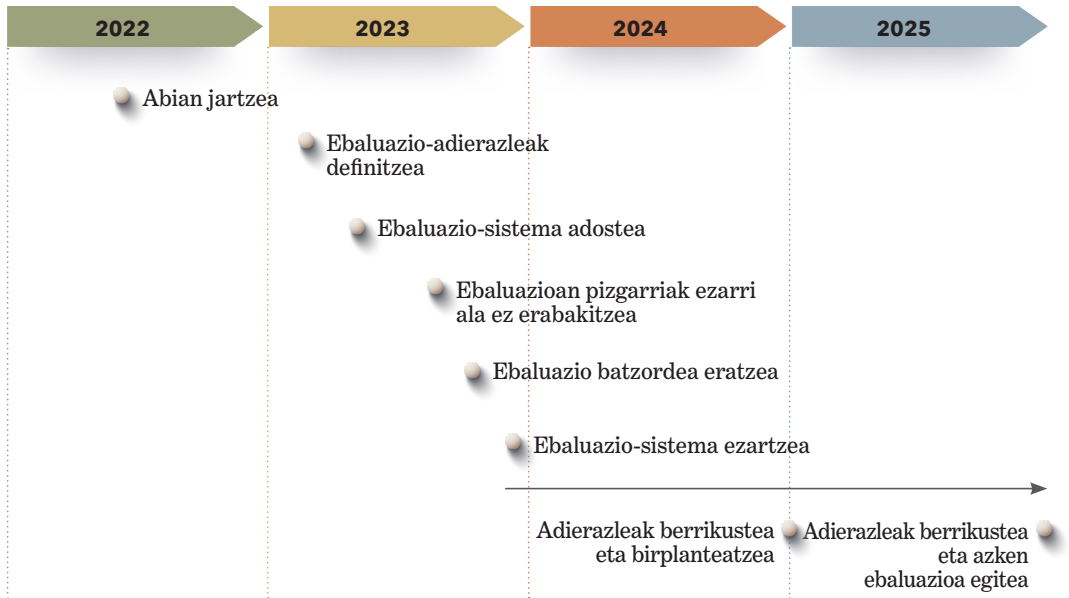 2022
2023
2024
2025
Abian jartzea
Ebaluazio-adierazleak
definitzea
Ebaluazio-sistema adostea
Ebaluazioan pizgarriak ezarri
ala ez erabakitzea
Ebaluazio batzordea eratzea
Ebaluazio-sistema ezartzea
Adierazleak berrikustea
eta birplanteatzea
Adierazleak berrikustea
eta azken
ebaluazioa egitea